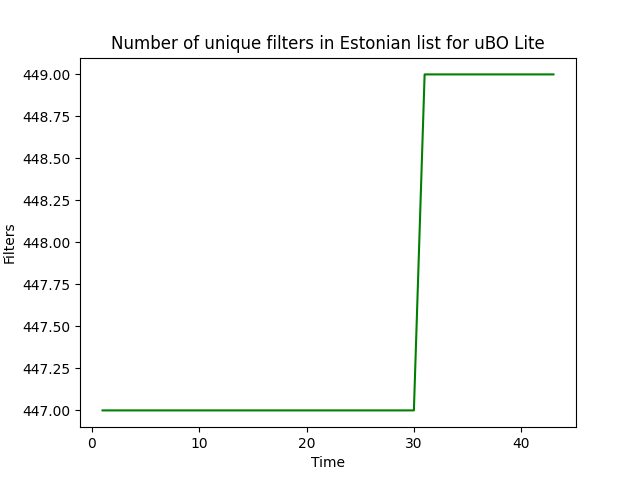 Number of unique filters in Estonian list for uBO Lite
449.00
448.75
448.50
448.25
448.00
447.75
447.50
447.25
447.00
Filters
0 10 20 30 40
Time